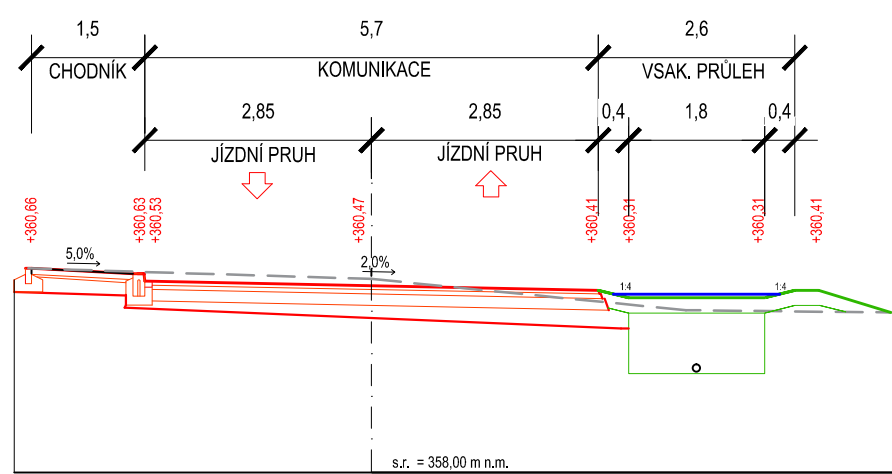 1,5 5,7 2,6
CHODNÍK KOMUNIKACE VSAK. PRŮLEH
2,85 2,85 0,4 1,8 0,4
JÍZDNÍ PRUH JÍZDNÍ PRUH
+360,66 +360,63 +360,53 +360,47 +360,41 +360,31 +360,31 +360,41
5,0% 2,0%
1:4 1:4
s.r. = 358,00 m n.m.